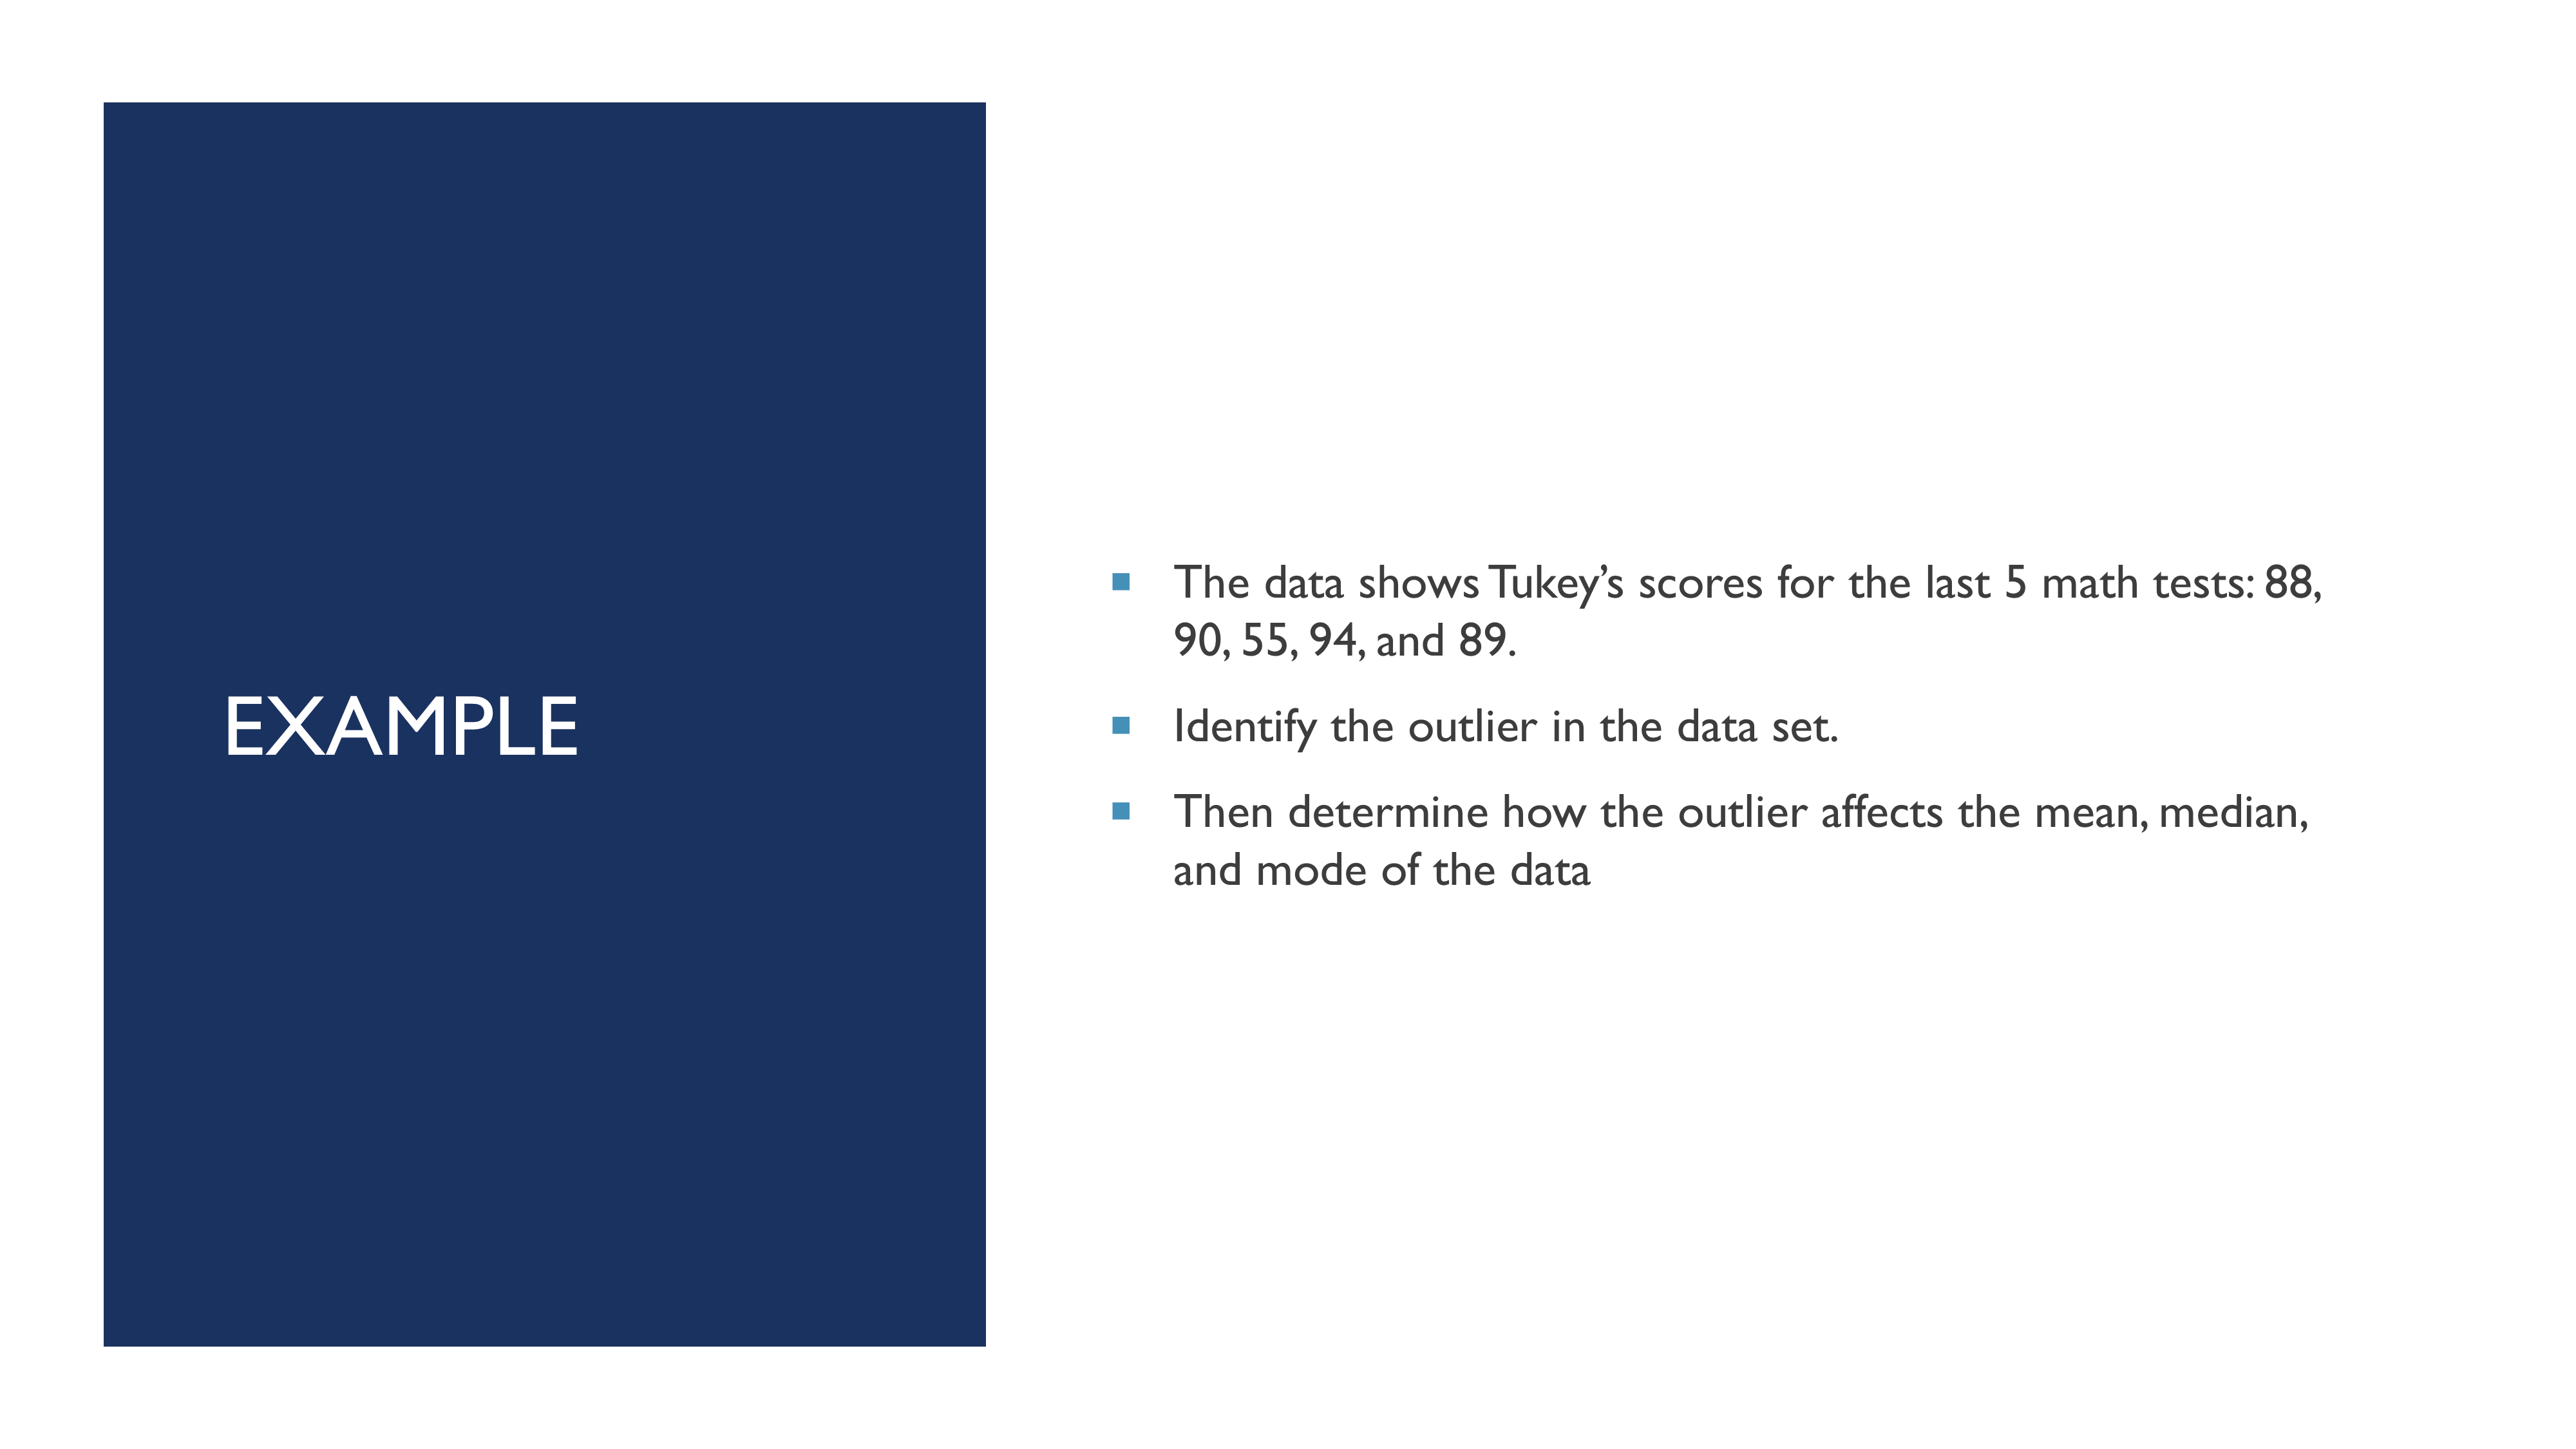 EXAMPLE
The data shows Tukey’s scores for the last 5 math tests: 88,
90, 55, 94, and 89.
Identify the outlier in the data set.
Then determine how the outlier affects the mean, median,
and mode of the data